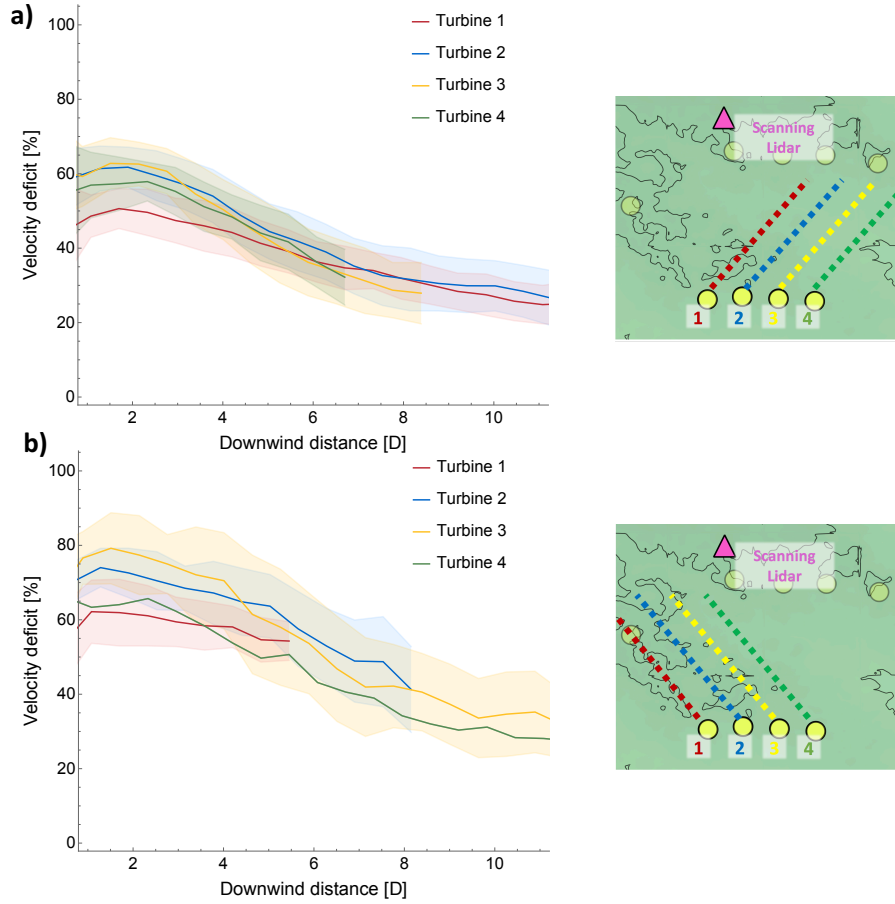 a)
Velocity deficit [%]
100
80
60
40
20
0
2 4 6 8 10
Downwind distance [D]
Turbine 1
Turbine 2
Turbine 3
Turbine 4
Scanning
Lidar
1 2 3 4
b)
Velocity deficit [%]
100
80
60
40
20
0
2 4 6 8 10
Downwind distance [D]
Turbine 1
Turbine 2
Turbine 3
Turbine 4
Scanning
Lidar
1 2 3 4